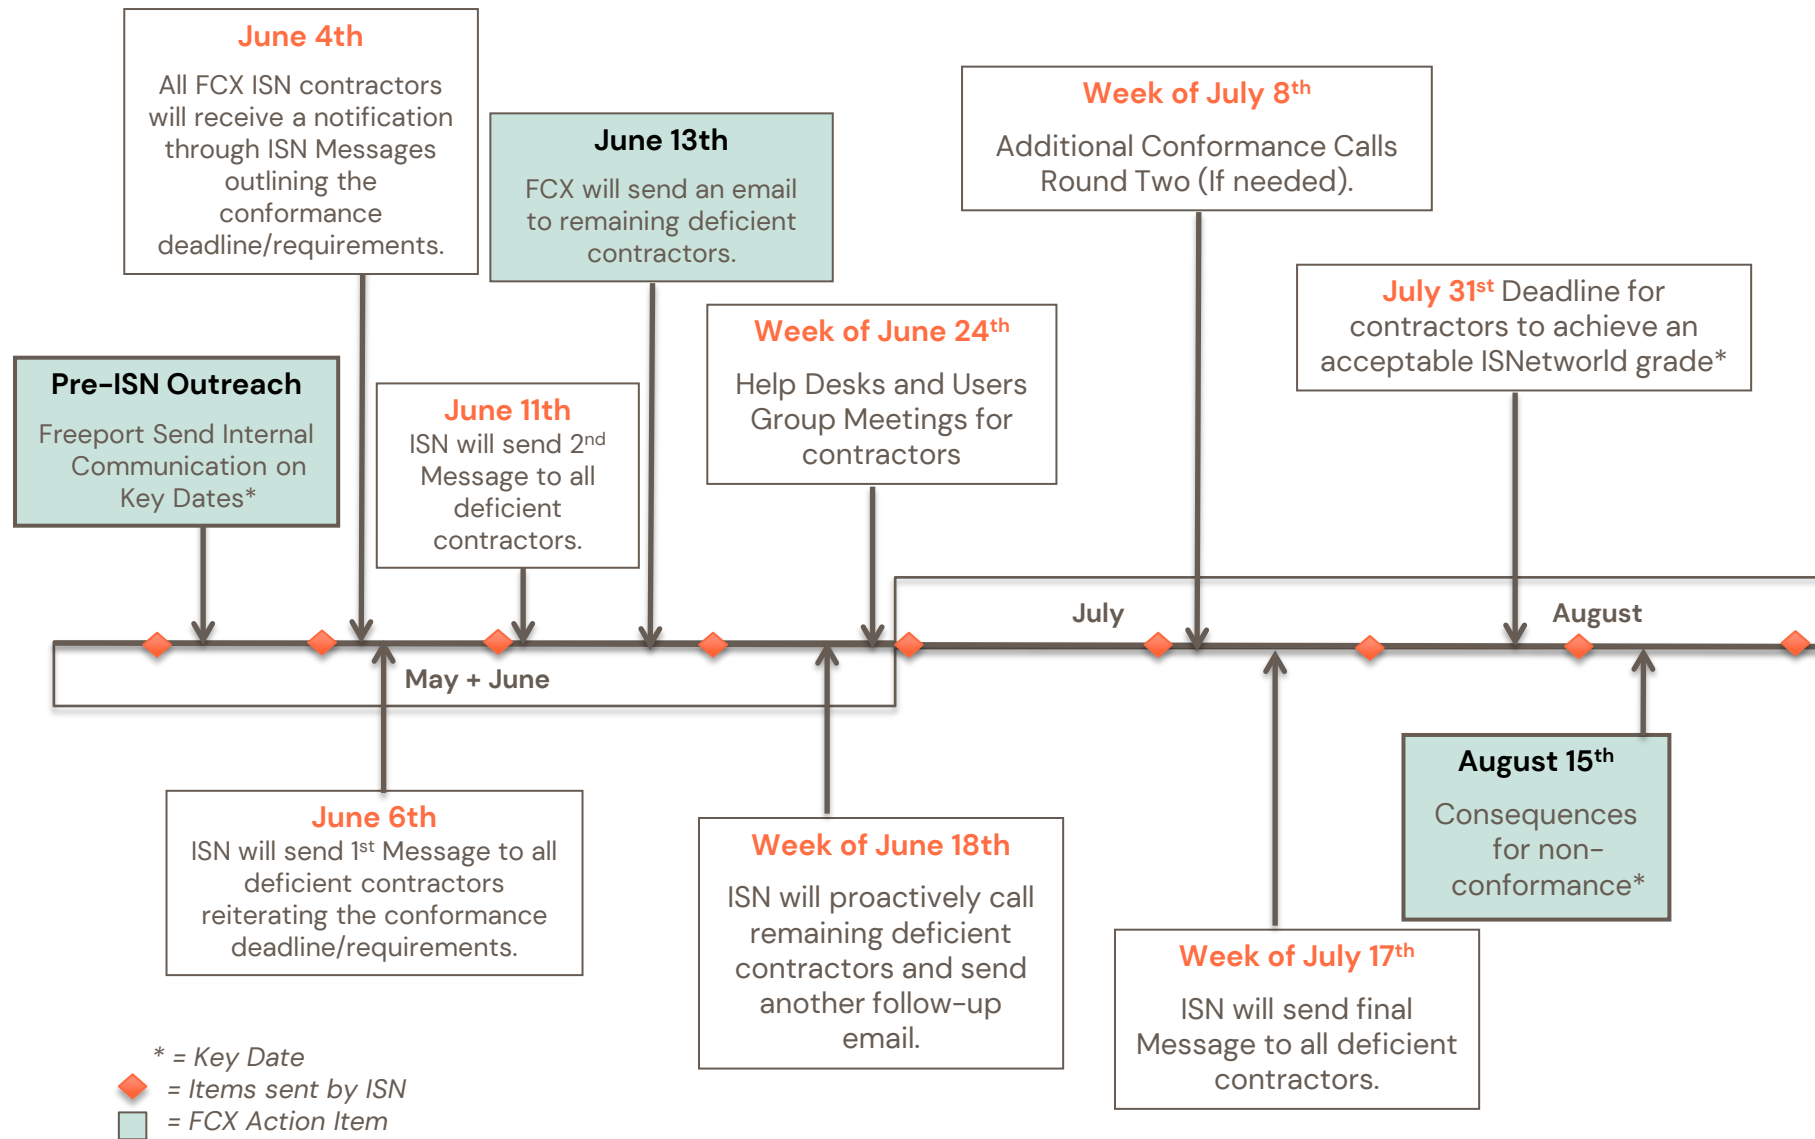 June 4th
All FCX ISN contractors
will receive a notification
through ISN Messages
outlining the
conformance
deadline/requirements.
June 13th
FCX will send an email
to remaining deficient
contractors.
Week of July 8th
Additional Conformance Calls
Round Two (If needed).
Pre-ISN Outreach
Freeport Send Internal
Communication on
Key Dates*
June 11th
ISN will send 2nd
Message to all
deficient
contractors.
Week of June 24th
Help Desks and Users
Group Meetings for
contractors
July 31st Deadline for
contractors to achieve an
acceptable ISNetworld grade*
July
August
May + June
June 6th
ISN will send 1st Message to all
deficient contractors
reiterating the conformance
deadline/requirements.
Week of June 18th
ISN will proactively call
remaining deficient
contractors and send
another follow-up
email.
Week of July 17th
ISN will send final
Message to all deficient
contractors.
August 15th
Consequences
for non-
conformance*
* = Key Date
= Items sent by ISN
= FCX Action Item